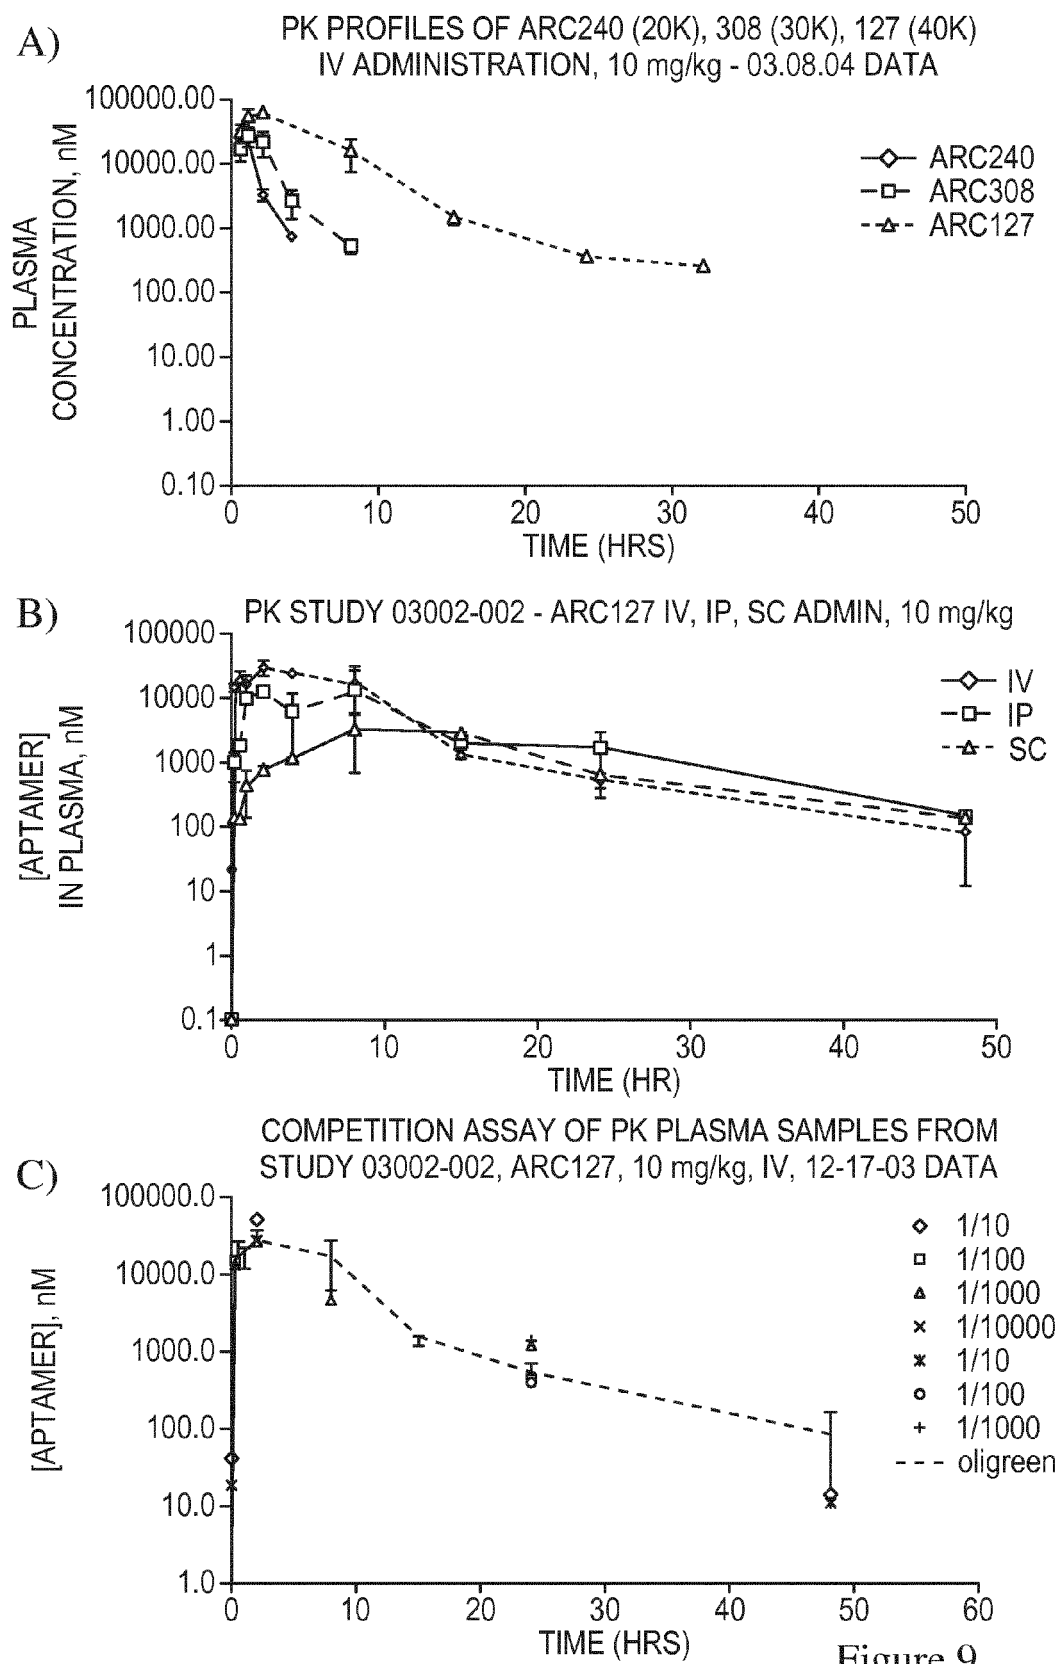 A)
PK PROFILES OF ARC240 (20K), 308 (30K), 127 (40K)
IV ADMINISTRATION, 10 mg/kg - 03.08.04 DATA
PLASMA
CONCENTRATION, nM
100000.00
10000.00
1000.00
100.00
10.00
1.00
0.10
0
10
20
30
40
50
TIME (HRS)
ARC240
ARC308
ARC127
B)
PK STUDY 03002-002 - ARC127 IV, IP, SC ADMIN, 10 mg/kg
[APTAMER]
IN PLASMA, nM
100000
10000
1000
100
10
1
0.1
0
10
20
30
40
50
TIME (HR)
IV
IP
SC
C)
COMPETITION ASSAY OF PK PLASMA SAMPLES FROM
STUDY 03002-002, ARC127, 10 mg/kg, IV, 12-17-03 DATA
[APTAMER], nM
100000.0
10000.0
1000.0
100.0
10.0
1.0
0
10
20
30
40
50
60
TIME (HRS)
1/10
1/100
1/1000
1/10000
1/10
1/100
1/1000
oligreen
Figure 9